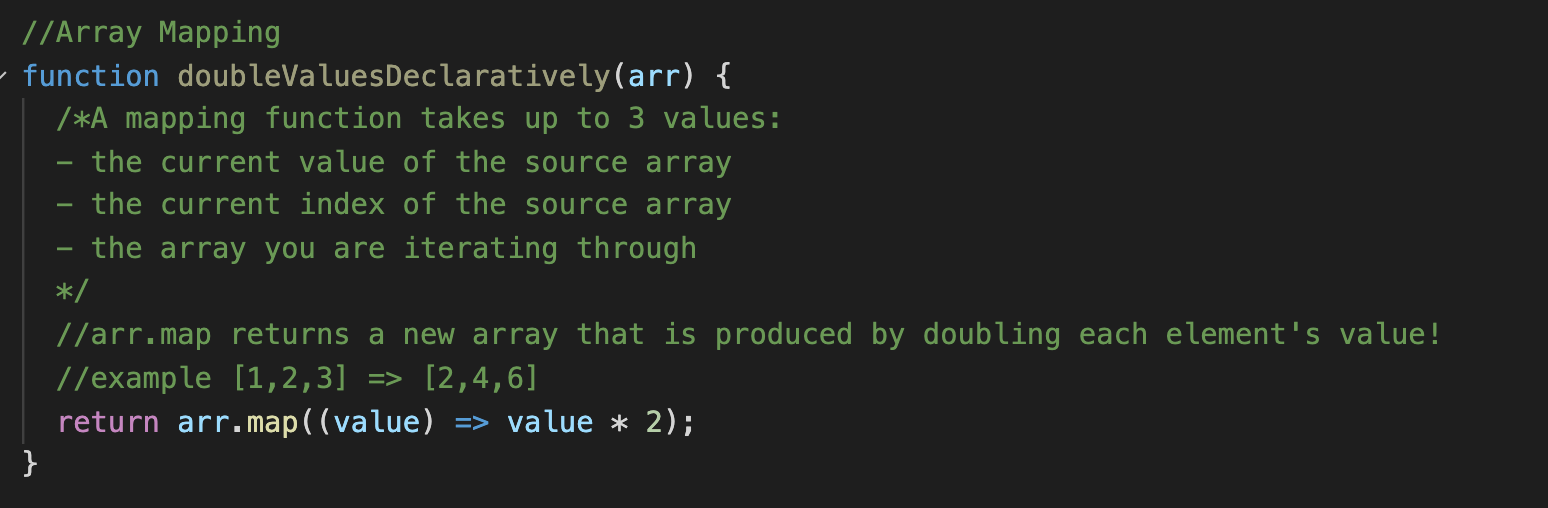 //Array Mapping
function doubleValuesDeclaratively(arr) {
/*A mapping function takes up to 3 values:
- the current value of the source array
- the current index of the source array
- the array you are iterating through
*/
//arr.map returns a new array that is produced by doubling each element's value!
//example [1,2,3] => [2,4,6]
return arr.map((value) => value * 2);
}